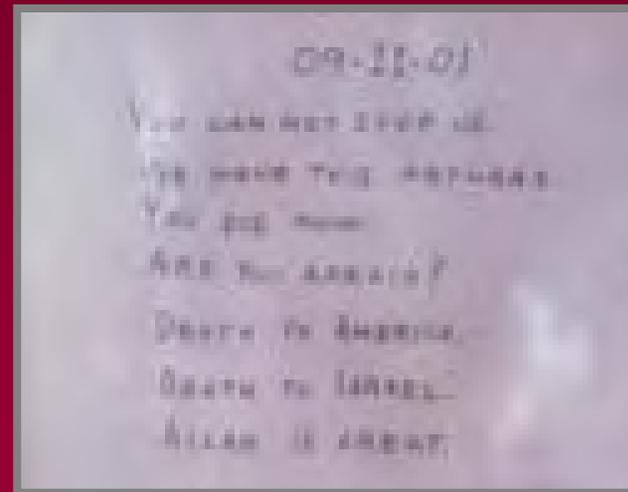 09-11-01
You can not stop us.
We have this anthrax.
You die now.
Are you afraid?
Death to America.
Death to Israel.
Allah is great.